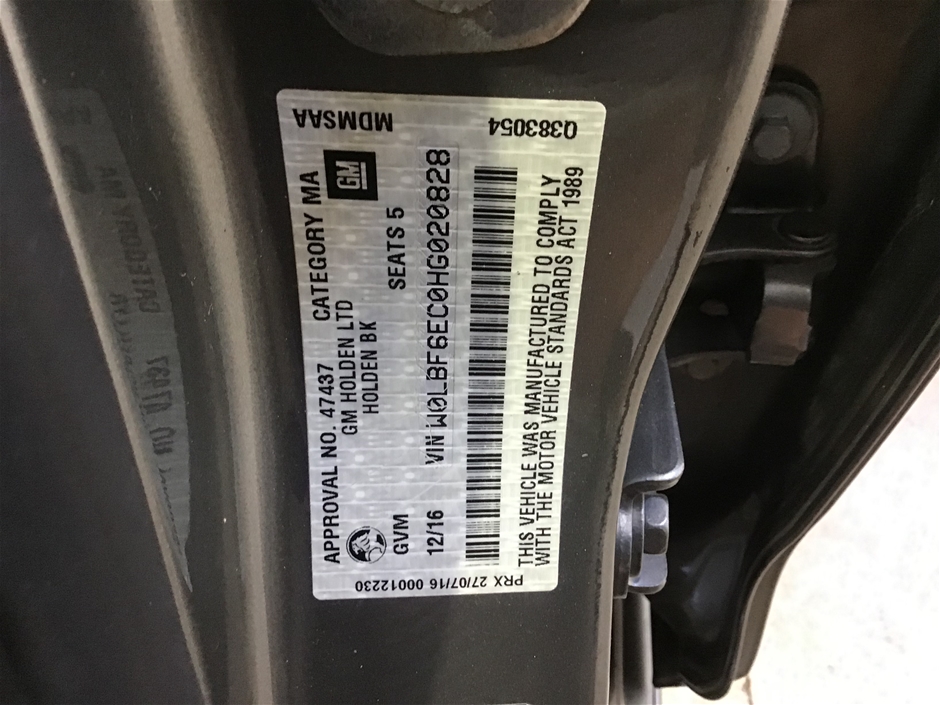 MDMSAA
Q383054
APPROVAL NO. 47437 CATEGORY MA
GM HOLDEN LTD
HOLDEN BK
GM
GVM SEATS 5
12/16 VIN W0LBF6EC0HG020828
THIS VEHICLE WAS MANUFACTURED TO COMPLY
WITH THE MOTOR VEHICLE STANDARDS ACT 1989
PRX 27/07/16 00012230